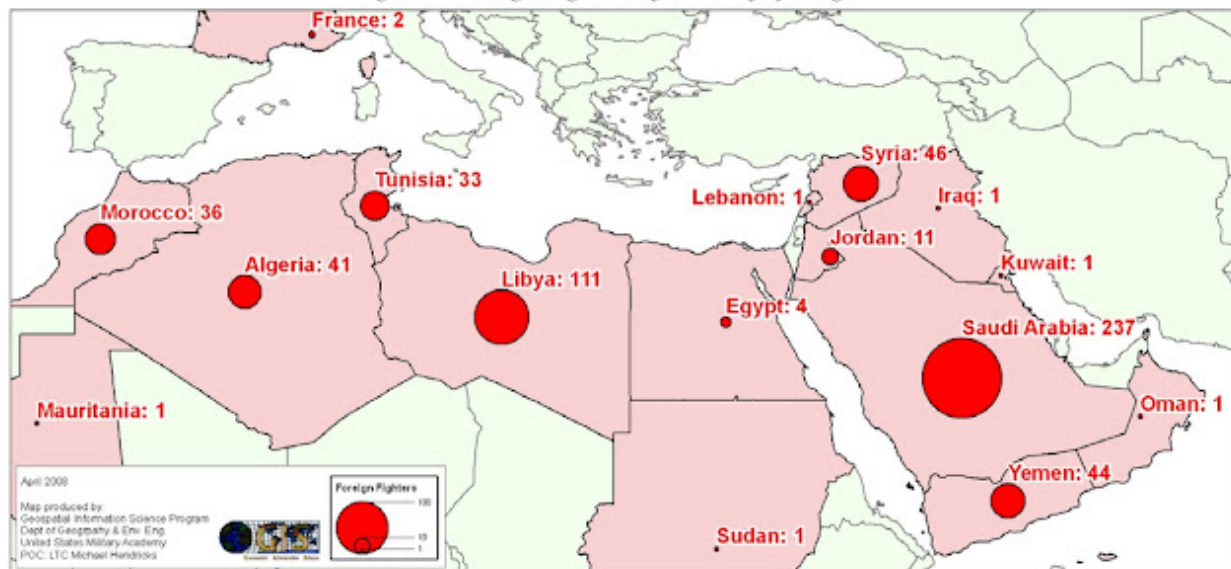 France: 2
Syria: 46
Tunisia: 33
Lebanon: 1
Iraq: 1
Morocco: 36
Jordan: 11
Algeria: 41
Libya: 111
Kuwait: 1
Egypt: 4
Saudi Arabia: 237
Mauritania: 1
Oman: 1
Yemen: 44
Sudan: 1
April 2008
Map produced by:
Geospatial Information Science Program
Dept of Geogrpahy & Env. Eng.
United States Military Academy
POC: LTC Michael Hendricks
Foreign Fighters
100
10
1